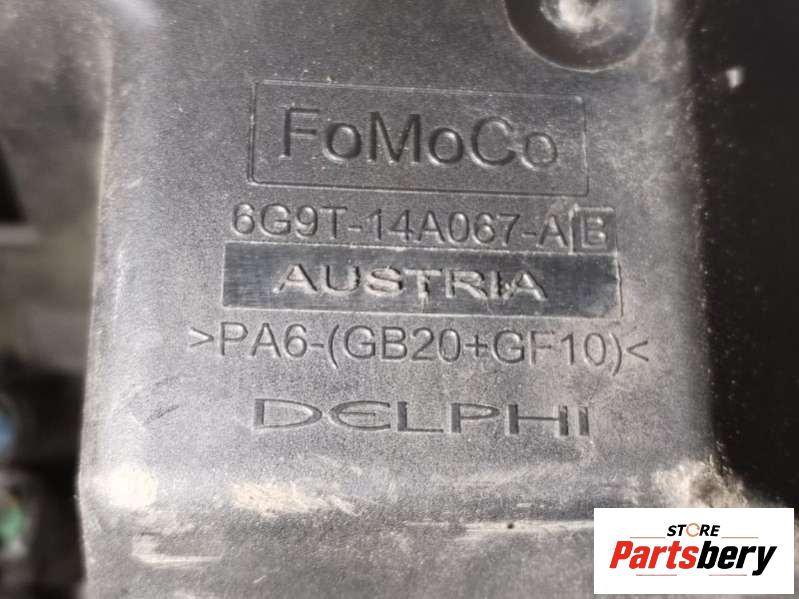 FoMoCo
6G9T-14A067-AB
AUSTRIA
>PA6-(GB20+GF10)<
DELPHI
STORE
Partsbery